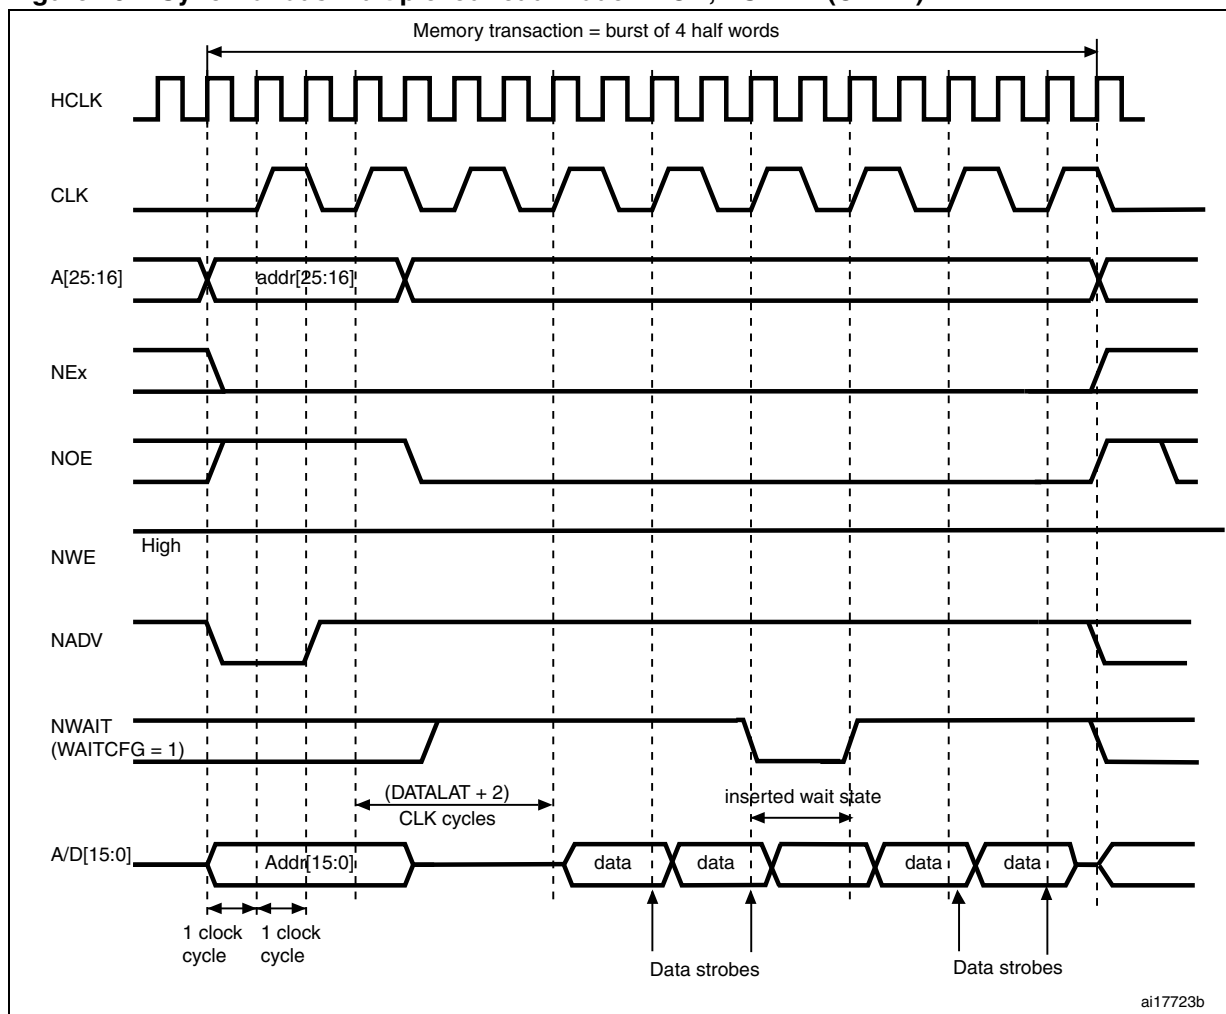 Memory transaction = burst of 4 half words
HCLK
CLK
A[25:16]
addr[25:16]
NEx
NOE
High
NWE
NADV
NWAIT
(WAITCFG = 1)
(DATALAT + 2)
CLK cycles
inserted wait state
A/D[15:0]
Addr[15:0]
data
data
data
data
1 clock
cycle
1 clock
cycle
Data strobes
Data strobes
ai17723b